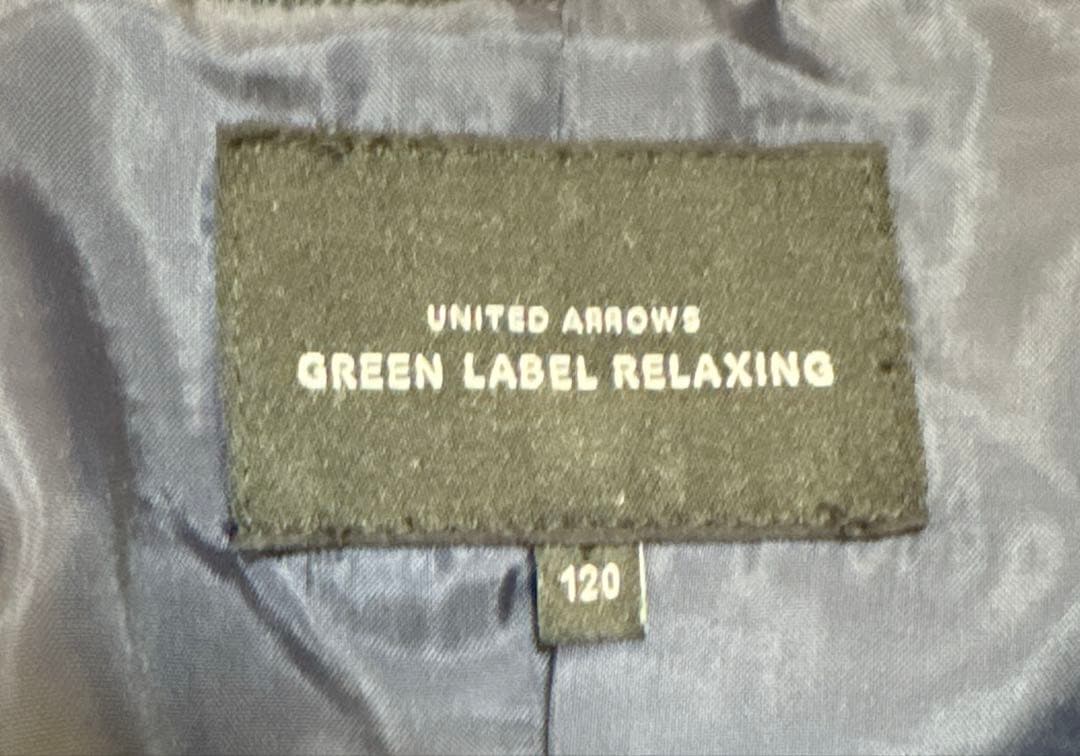 UNITED ARROWS
GREEN LABEL RELAXING
120